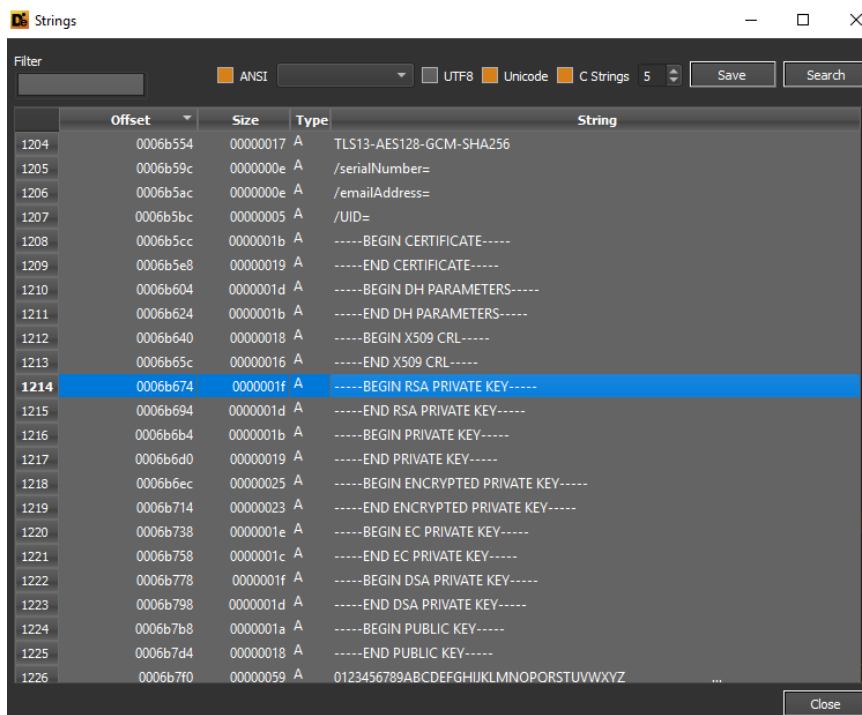 De Strings
Filter
ANSI UTF8 Unicode C Strings 5 Save Search
Offset Size Type String
1204 0006b554 00000017 A TLS13-AES128-GCM-SHA256
1205 0006b59c 0000000e A /serialNumber=
1206 0006b5ac 0000000e A /emailAddress=
1207 0006b5bc 00000005 A /UID=
1208 0006b5cc 0000001b A -----BEGIN CERTIFICATE-----
1209 0006b5e8 00000019 A -----END CERTIFICATE-----
1210 0006b604 0000001d A -----BEGIN DH PARAMETERS-----
1211 0006b624 0000001b A -----END DH PARAMETERS-----
1212 0006b640 00000018 A -----BEGIN X509 CRL-----
1213 0006b65c 00000016 A -----END X509 CRL-----
1214 0006b674 0000001f A -----BEGIN RSA PRIVATE KEY-----
1215 0006b694 0000001d A -----END RSA PRIVATE KEY-----
1216 0006b6b4 0000001b A -----BEGIN PRIVATE KEY-----
1217 0006b6d0 00000019 A -----END PRIVATE KEY-----
1218 0006b6ec 00000025 A -----BEGIN ENCRYPTED PRIVATE KEY-----
1219 0006b714 00000023 A -----END ENCRYPTED PRIVATE KEY-----
1220 0006b738 0000001e A -----BEGIN EC PRIVATE KEY-----
1221 0006b758 0000001c A -----END EC PRIVATE KEY-----
1222 0006b778 0000001f A -----BEGIN DSA PRIVATE KEY-----
1223 0006b798 0000001d A -----END DSA PRIVATE KEY-----
1224 0006b7b8 0000001a A -----BEGIN PUBLIC KEY-----
1225 0006b7d4 00000018 A -----END PUBLIC KEY-----
1226 0006b7f0 00000059 A 0123456789ABCDEFGHIJKLMNOPQRSTUVWXYZ ...
Close